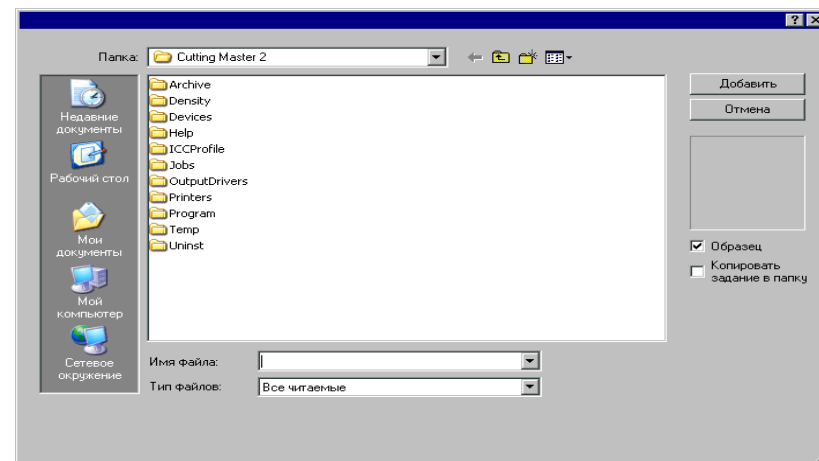 Папка: Cutting Master 2
Недавние
документы
Рабочий стол
Мои
документы
Мой
компьютер
Сетевое
окружение
Archive
Density
Devices
Help
ICCProfile
Jobs
OutputDrivers
Printers
Program
Temp
Uninst
Добавить
Отмена
Образец
Копировать
задание в папку
Имя файла:
Тип файлов: Все читаемые